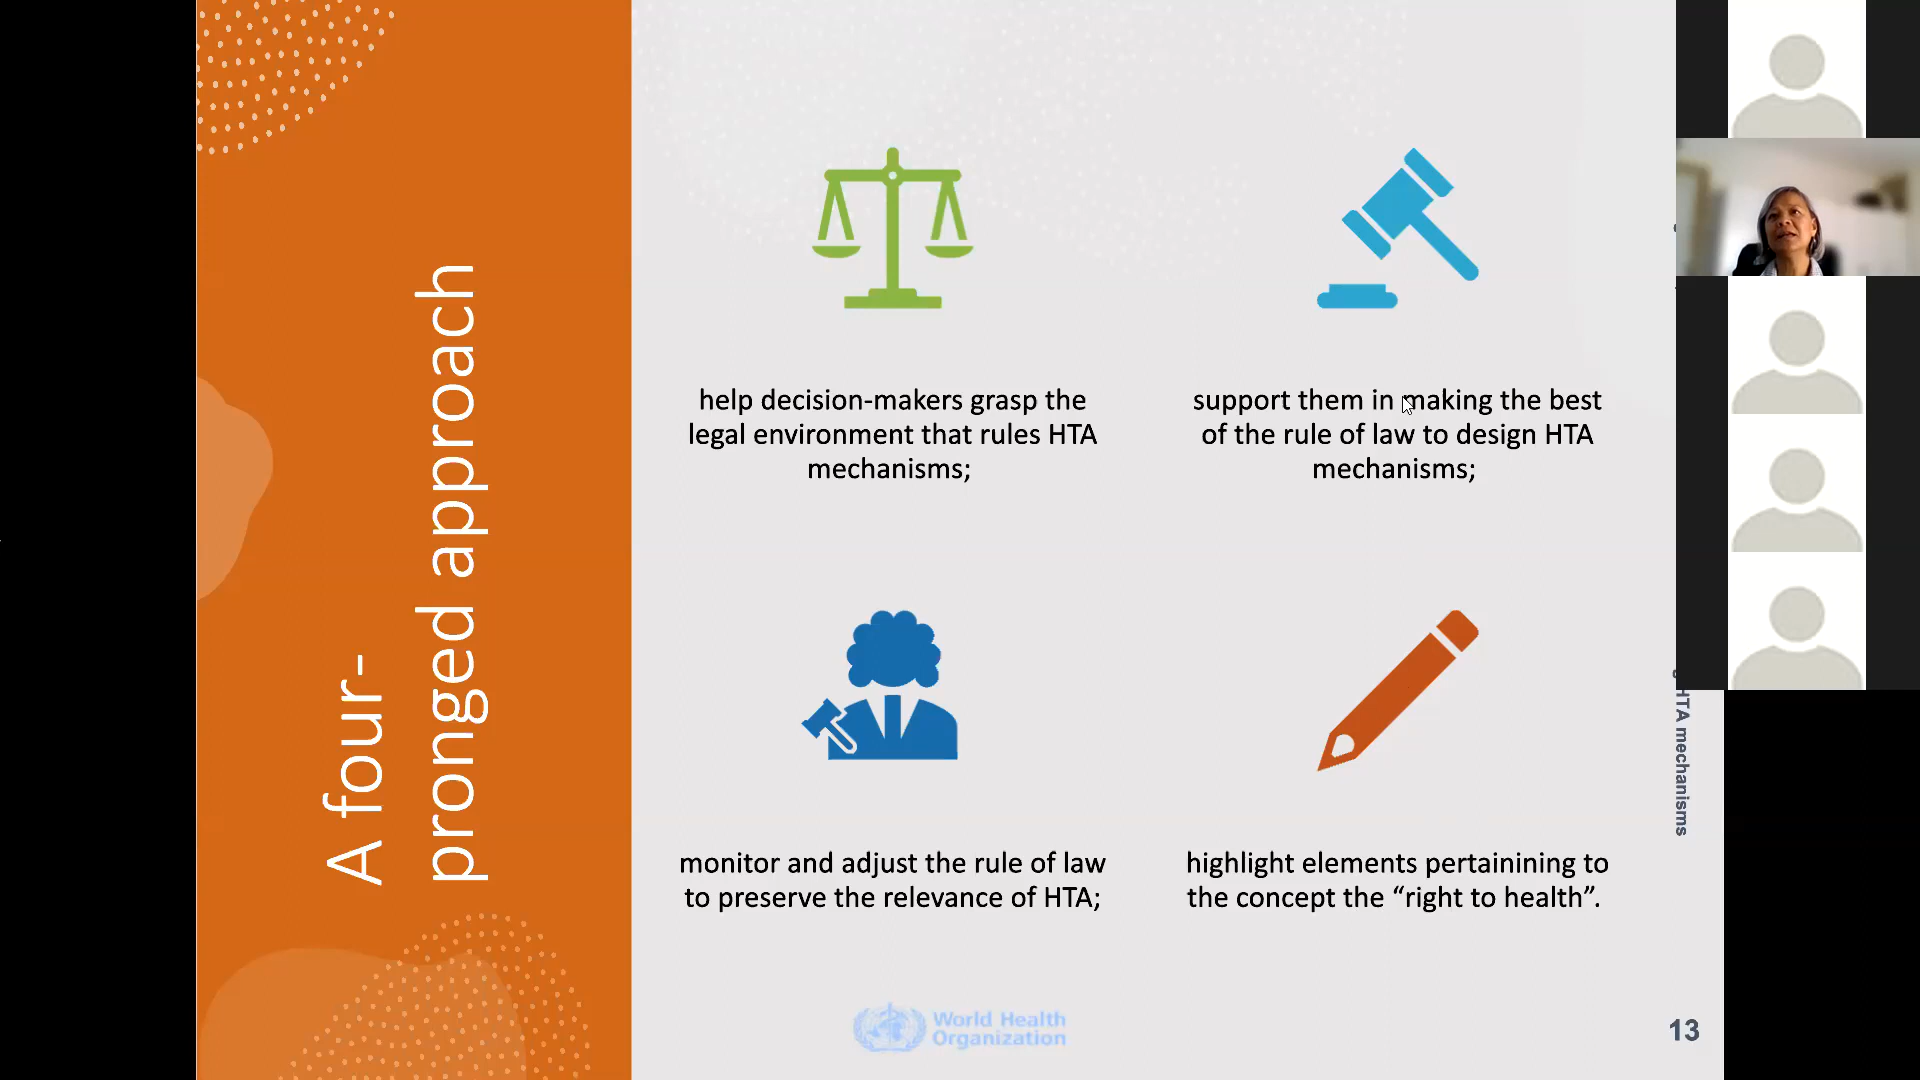 A four-
pronged approach
help decision-makers grasp the
legal environment that rules HTA
mechanisms;
support them in making the best
of the rule of law to design HTA
mechanisms;
monitor and adjust the rule of law
to preserve the relevance of HTA;
highlight elements pertainining to
the concept the “right to health”.
HTA mechanisms
World Health
Organization
13